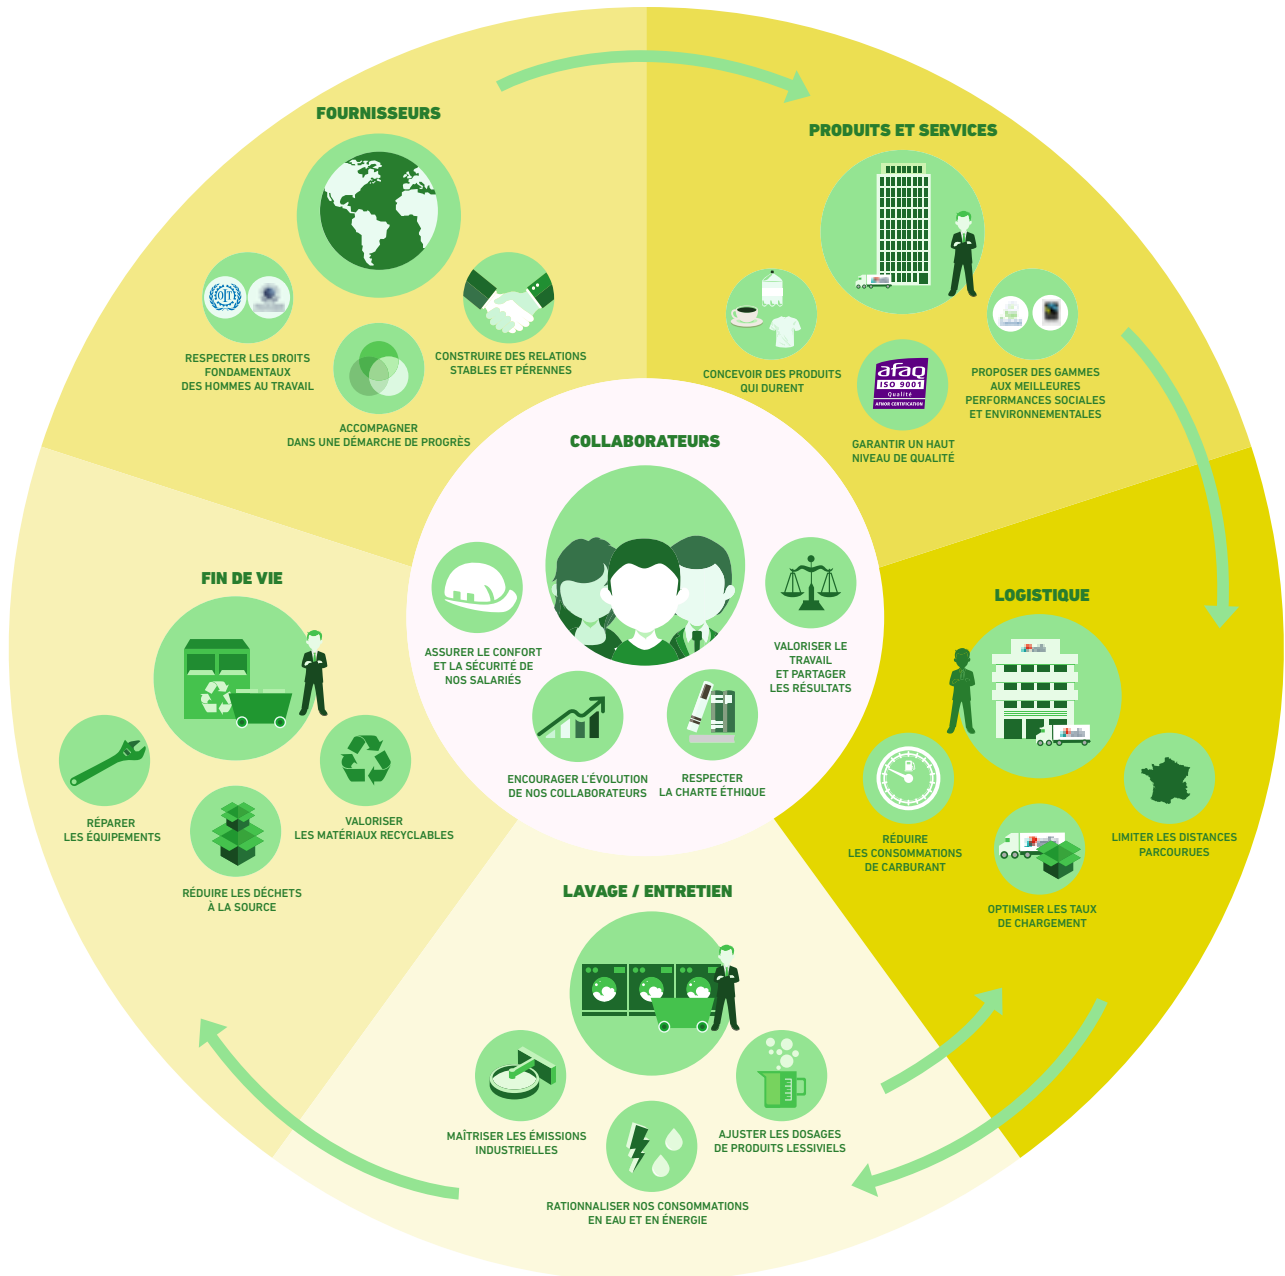 FOURNISSEURS
OIT
RESPECTER LES DROITS
FONDAMENTAUX
DES HOMMES AU TRAVAIL
ACCOMPAGNER
DANS UNE DÉMARCHE DE PROGRÈS
CONSTRUIRE DES RELATIONS
STABLES ET PÉRENNES
PRODUITS ET SERVICES
CONCEVOIR DES PRODUITS
QUI DURENT
afaq
ISO 9001
Qualité
AFNOR CERTIFICATION
GARANTIR UN HAUT
NIVEAU DE QUALITÉ
PROPOSER DES GAMMES
AUX MEILLEURES
PERFORMANCES SOCIALES
ET ENVIRONNEMENTALES
COLLABORATEURS
ASSURER LE CONFORT
ET LA SÉCURITÉ DE
NOS SALARIÉS
ENCOURAGER L'ÉVOLUTION
DE NOS COLLABORATEURS
RESPECTER
LA CHARTE ÉTHIQUE
VALORISER LE
TRAVAIL
ET PARTAGER
LES RÉSULTATS
LOGISTIQUE
RÉDUIRE
LES CONSOMMATIONS
DE CARBURANT
OPTIMISER LES TAUX
DE CHARGEMENT
LIMITER LES DISTANCES
PARCOURUES
LAVAGE / ENTRETIEN
MAÎTRISER LES ÉMISSIONS
INDUSTRIELLES
RATIONNALISER NOS CONSOMMATIONS
EN EAU ET EN ÉNERGIE
AJUSTER LES DOSAGES
DE PRODUITS LESSIVIELS
FIN DE VIE
RÉPARER
LES ÉQUIPEMENTS
RÉDUIRE LES DÉCHETS
À LA SOURCE
VALORISER
LES MATÉRIAUX RECYCLABLES